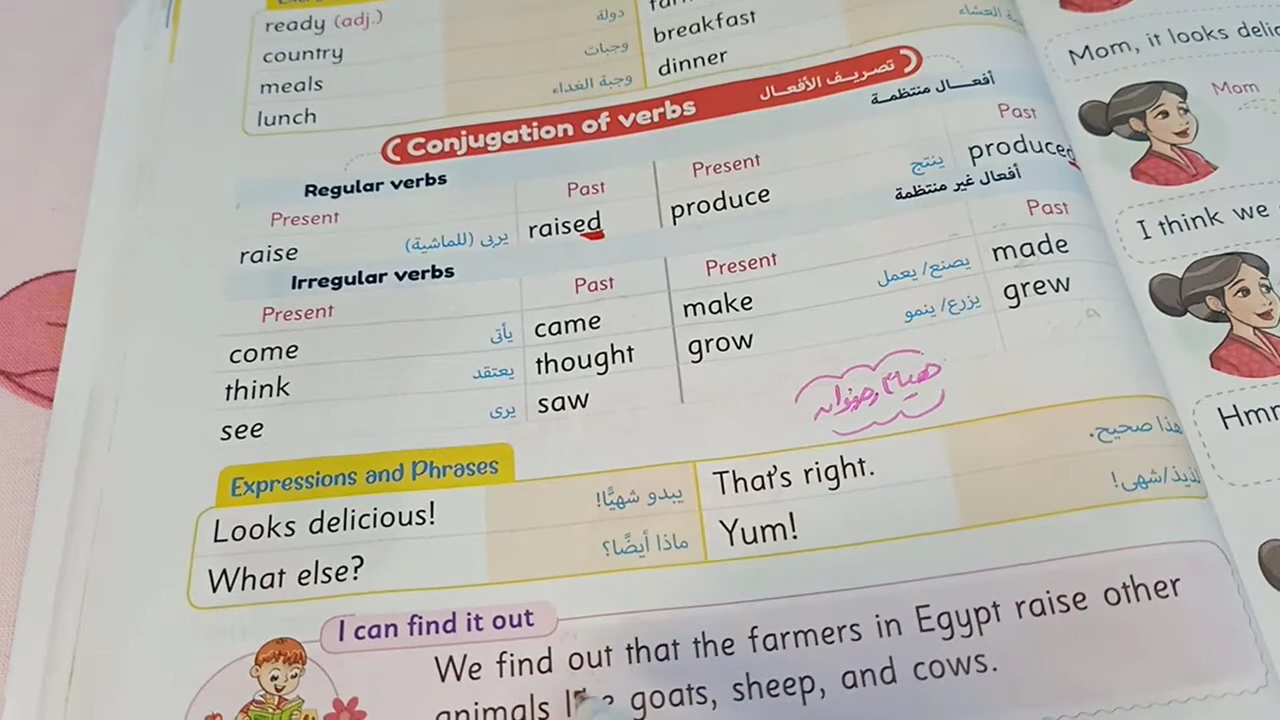 ready (adj.)
country دولة
meals وجبات
lunch وجبة الغداء
breakfast
dinner العشاء
Conjugation of verbs تصريف الأفعال
Regular verbs أفعال منتظمة
Present Past Present Past
raise يربى (للماشية) raised produce ينتج produced
Irregular verbs أفعال غير منتظمة
Present Past Present Past
come يأتى came make يصنع/ يعمل made
think يعتقد thought grow يزرع/ ينمو grew
see يرى saw
Expressions and Phrases
Looks delicious! يبدو شهيًّا! That's right. هذا صحيح.
What else? ماذا أيضًا؟ Yum! لذيذ/شهى!
I can find it out
We find out that the farmers in Egypt raise other
animals goats, sheep, and cows.
Mom, it looks
Mom
I think we